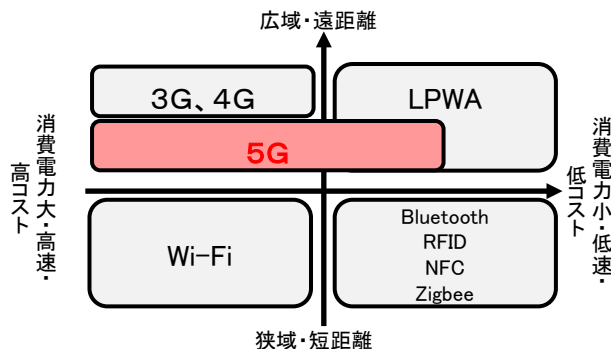 広域・遠距離
3G、4G
LPWA
5G
消費電力大・高速・
高コスト
消費電力小・低速・
低コスト
Wi-Fi
Bluetooth
RFID
NFC
Zigbee
狭域・短距離